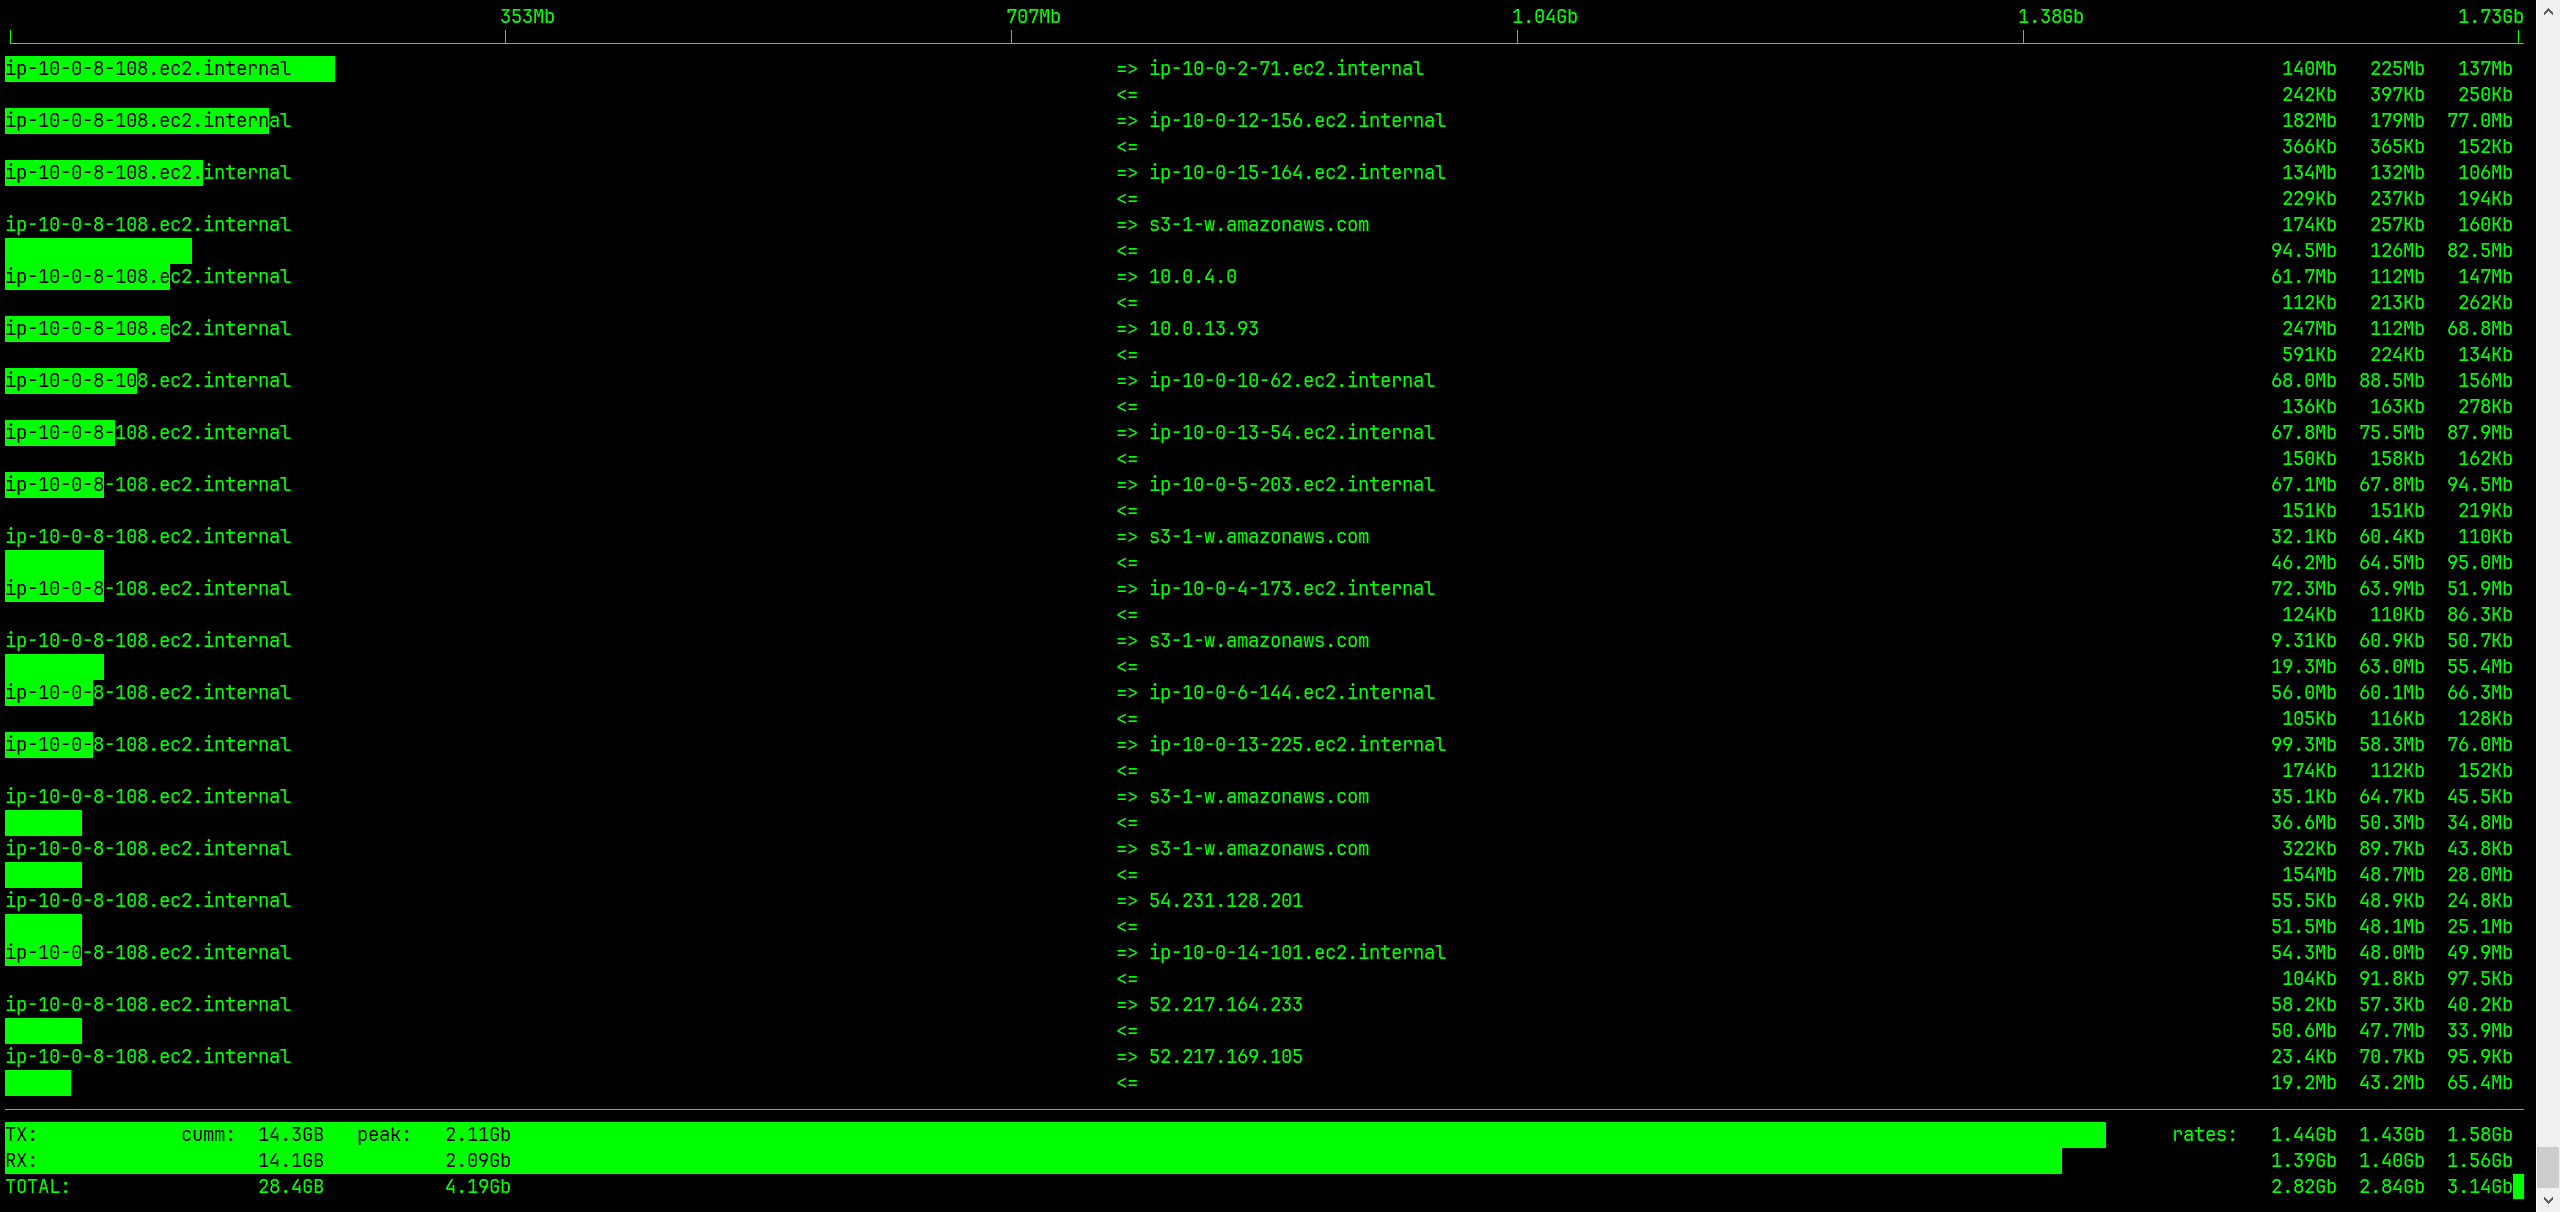 353Mb 707Mb 1.04Gb 1.38Gb 1.73Gb
ip-10-0-8-108.ec2.internal => ip-10-0-2-71.ec2.internal 140Mb 225Mb 137Mb
<= 242Kb 397Kb 250Kb
ip-10-0-8-108.ec2.internal => ip-10-0-12-156.ec2.internal 182Mb 179Mb 77.0Mb
<= 366Kb 365Kb 152Kb
ip-10-0-8-108.ec2.internal => ip-10-0-15-164.ec2.internal 134Mb 132Mb 106Mb
<= 229Kb 237Kb 194Kb
ip-10-0-8-108.ec2.internal => s3-1-w.amazonaws.com 174Kb 257Kb 160Kb
<= 94.5Mb 126Mb 82.5Mb
ip-10-0-8-108.ec2.internal => 10.0.4.0 61.7Mb 112Mb 147Mb
<= 112Kb 213Kb 262Kb
ip-10-0-8-108.ec2.internal => 10.0.13.93 247Mb 112Mb 68.8Mb
<= 591Kb 224Kb 134Kb
ip-10-0-8-108.ec2.internal => ip-10-0-10-62.ec2.internal 68.0Mb 88.5Mb 156Mb
<= 136Kb 163Kb 278Kb
ip-10-0-8-108.ec2.internal => ip-10-0-13-54.ec2.internal 67.8Mb 75.5Mb 87.9Mb
<= 150Kb 158Kb 162Kb
ip-10-0-8-108.ec2.internal => ip-10-0-5-203.ec2.internal 67.1Mb 67.8Mb 94.5Mb
<= 151Kb 151Kb 219Kb
ip-10-0-8-108.ec2.internal => s3-1-w.amazonaws.com 32.1Kb 60.4Kb 110Kb
<= 46.2Mb 64.5Mb 95.0Mb
ip-10-0-8-108.ec2.internal => ip-10-0-4-173.ec2.internal 72.3Mb 63.9Mb 51.9Mb
<= 124Kb 110Kb 86.3Kb
ip-10-0-8-108.ec2.internal => s3-1-w.amazonaws.com 9.31Kb 60.9Kb 50.7Kb
<= 19.3Mb 63.0Mb 55.4Mb
ip-10-0-8-108.ec2.internal => ip-10-0-6-144.ec2.internal 56.0Mb 60.1Mb 66.3Mb
<= 105Kb 116Kb 128Kb
ip-10-0-8-108.ec2.internal => ip-10-0-13-225.ec2.internal 99.3Mb 58.3Mb 76.0Mb
<= 174Kb 112Kb 152Kb
ip-10-0-8-108.ec2.internal => s3-1-w.amazonaws.com 35.1Kb 64.7Kb 45.5Kb
<= 36.6Mb 50.3Mb 34.8Mb
ip-10-0-8-108.ec2.internal => s3-1-w.amazonaws.com 322Kb 89.7Kb 43.8Kb
<= 154Mb 48.7Mb 28.0Mb
ip-10-0-8-108.ec2.internal => 54.231.128.201 55.5Kb 48.9Kb 24.8Kb
<= 51.5Mb 48.1Mb 25.1Mb
ip-10-0-8-108.ec2.internal => ip-10-0-14-101.ec2.internal 54.3Mb 48.0Mb 49.9Mb
<= 104Kb 91.8Kb 97.5Kb
ip-10-0-8-108.ec2.internal => 52.217.164.233 58.2Kb 57.3Kb 40.2Kb
<= 50.6Mb 47.7Mb 33.9Mb
ip-10-0-8-108.ec2.internal => 52.217.169.105 23.4Kb 70.7Kb 95.9Kb
<= 19.2Mb 43.2Mb 65.4Mb
TX: cumm: 14.3GB peak: 2.11Gb rates: 1.44Gb 1.43Gb 1.58Gb
RX: 14.1GB 2.09Gb 1.39Gb 1.40Gb 1.56Gb
TOTAL: 28.4GB 4.19Gb 2.82Gb 2.84Gb 3.14Gb